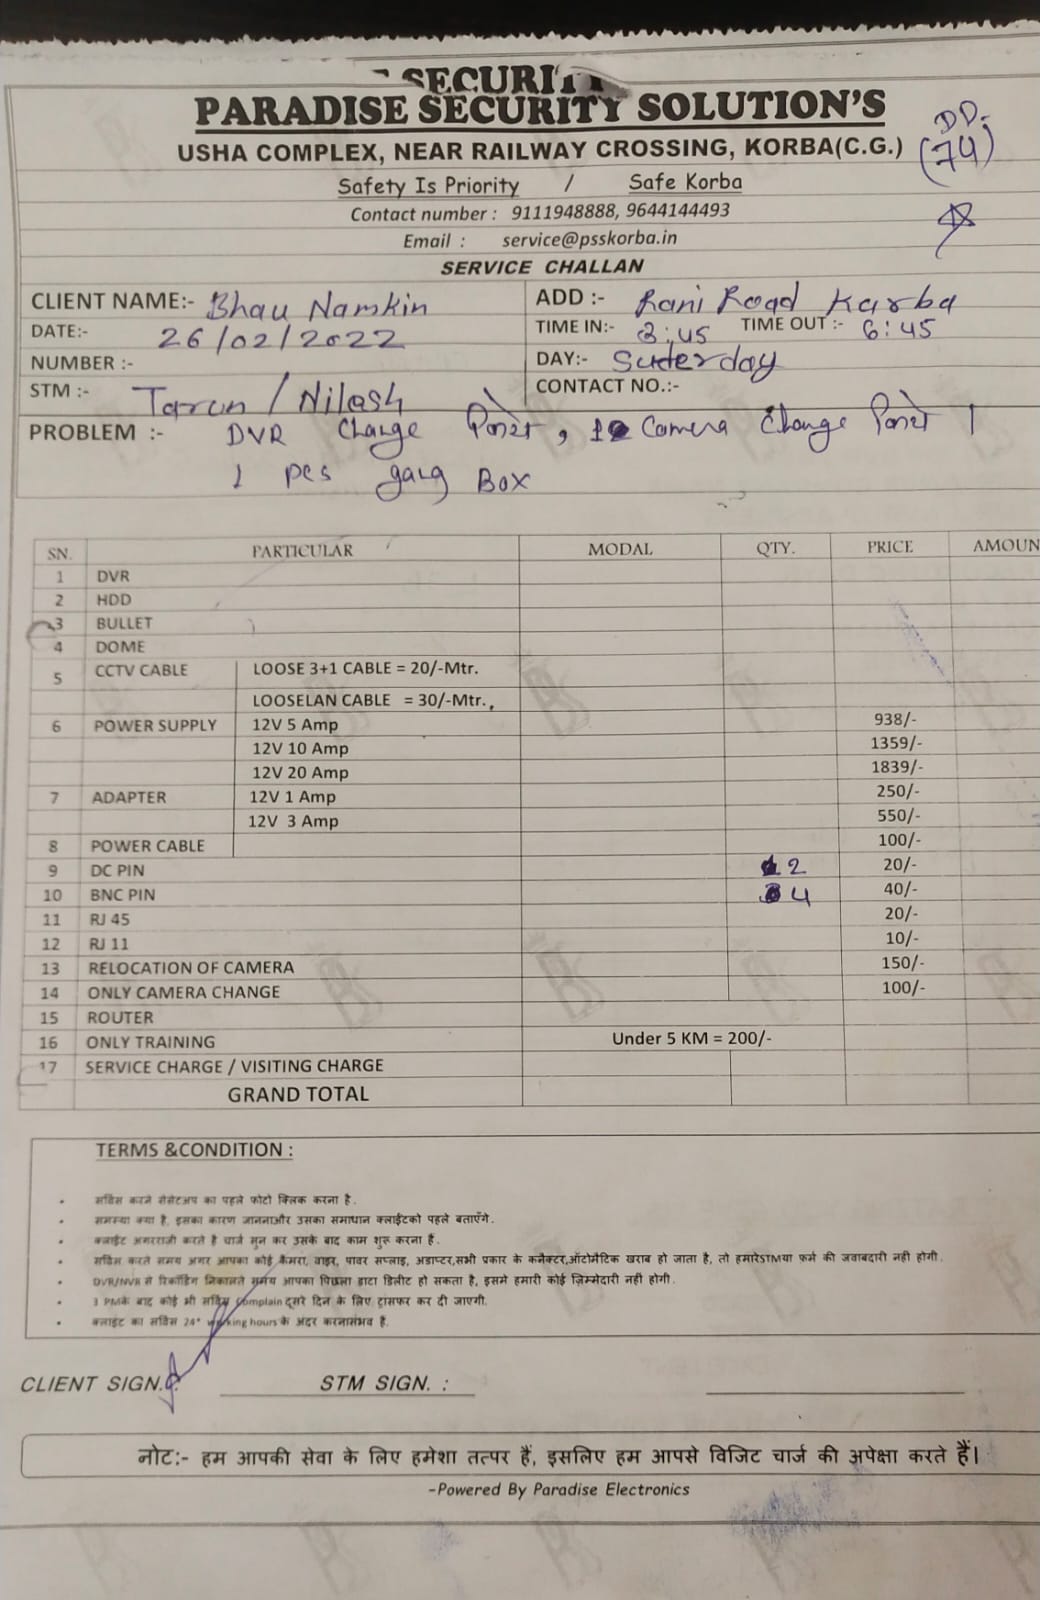 SECURITY
PARADISE SECURITY SOLUTION'S
USHA COMPLEX, NEAR RAILWAY CROSSING, KORBA(C.G.)
DD.
(74)
Safety Is Priority / Safe Korba
Contact number : 9111948888, 9644144493
Email : service@psskorba.in
SERVICE CHALLAN
CLIENT NAME:- Bhau Namkin ADD :- Rani Road Karba
DATE:- 26/02/2022 TIME IN:- 3:45 TIME OUT :- 6:45
NUMBER :- DAY:- Suterday
STM :- Tarun / Nilesh CONTACT NO.:-
PROBLEM :- DVR Change किये, 1 Camera Change किये |
1 pcs gang Box
SN. PARTICULAR MODAL QTY. PRICE AMOUN
1 DVR
2 HDD
3 BULLET
4 DOME
5 CCTV CABLE LOOSE 3+1 CABLE = 20/-Mtr.
LOOSELAN CABLE = 30/-Mtr.,
6 POWER SUPPLY 12V 5 Amp 938/-
12V 10 Amp 1359/-
12V 20 Amp 1839/-
7 ADAPTER 12V 1 Amp 250/-
12V 3 Amp 550/-
8 POWER CABLE 100/-
9 DC PIN 2 20/-
10 BNC PIN 4 40/-
11 RJ 45 20/-
12 RJ 11 10/-
13 RELOCATION OF CAMERA 150/-
14 ONLY CAMERA CHANGE 100/-
15 ROUTER
16 ONLY TRAINING Under 5 KM = 200/-
17 SERVICE CHARGE / VISITING CHARGE
GRAND TOTAL
TERMS &CONDITION :
• सर्विस करने सेसेटअप का पहले फोटो क्लिक करना है.
• समस्या क्या है, इसका कारण जाननाऔर उसका समाधान क्लाईंटको पहले बताएँगे.
• क्लाईंट अगरराजी करते है चार्ज सुन कर उसके बाद काम शुरू करना है.
• सर्विस करते समय अगर आपका कोई कैमरा, वाइर, पावर सप्लाइ, अडाप्टर,सभी प्रकार के कनैक्टर,ऑटोमैटिक खराब हो जाता है, तो हमारेSTMया फर्म की जवाबदारी नही होगी.
• DVR/NVR से रिकॉर्डिंग निकालते समय आपका पिछला डाटा डिलीट हो सकता है, इसमे हमारी कोई ज़िम्मेदारी नही होगी.
• 3 PMके बाद कोई भी सर्विस Complain दूसरे दिन के लिए ट्रांसफर कर दी जाएगी.
• क्लाइंट का सर्विस 24* working hours के अंदर करनासंभव है.
CLIENT SIGN. STM SIGN. :
नोट:- हम आपकी सेवा के लिए हमेशा तत्पर हैं, इसलिए हम आपसे विजिट चार्ज की अपेक्षा करते हैं।
-Powered By Paradise Electronics